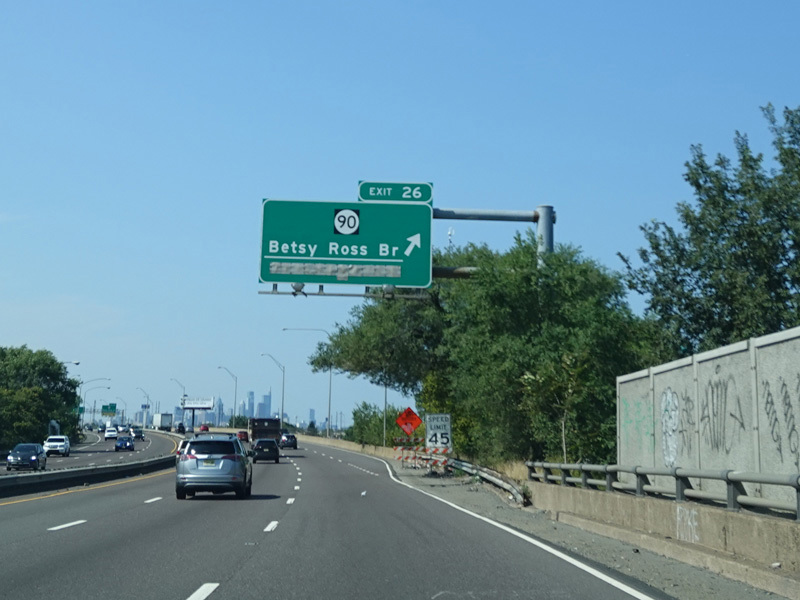 EXIT 26
90
Betsy Ross Br
SPEED
LIMIT
45